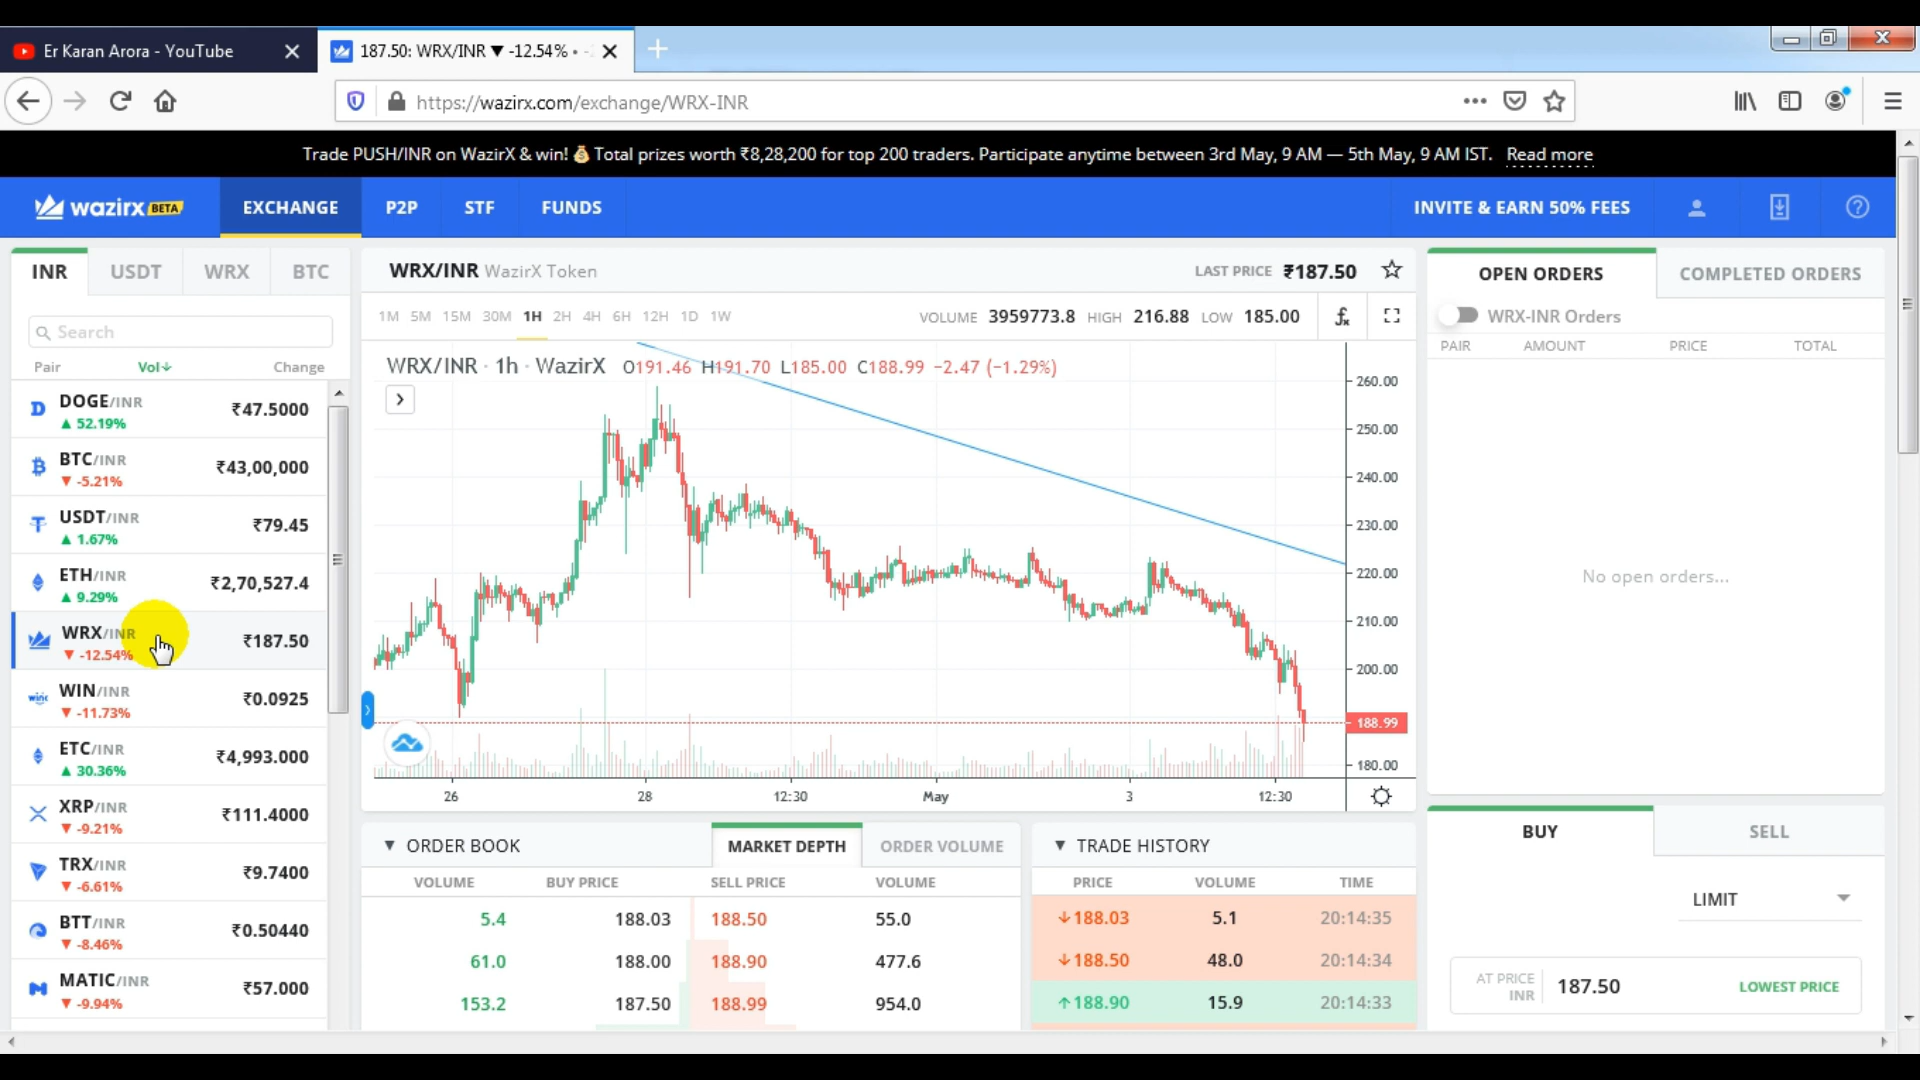 Er Karan Arora - YouTube
187.50: WRX/INR ▼ -12.54% •
https://wazirx.com/exchange/WRX-INR
Trade PUSH/INR on WazirX & win! 💰 Total prizes worth ₹8,28,200 for top 200 traders. Participate anytime between 3rd May, 9 AM — 5th May, 9 AM IST. Read more
wazirx BETA
EXCHANGE
P2P
STF
FUNDS
INVITE & EARN 50% FEES
INR USDT WRX BTC
Search
Pair Vol↓ Change
DOGE/INR ₹47.5000
▲ 52.19%
BTC/INR ₹43,00,000
▼ -5.21%
USDT/INR ₹79.45
▲ 1.67%
ETH/INR ₹2,70,527.4
▲ 9.29%
WRX/INR ₹187.50
▼ -12.54%
WIN/INR ₹0.0925
▼ -11.73%
ETC/INR ₹4,993.000
▲ 30.36%
XRP/INR ₹111.4000
▼ -9.21%
TRX/INR ₹9.7400
▼ -6.61%
BTT/INR ₹0.50440
▼ -8.46%
MATIC/INR ₹57.000
▼ -9.94%
WRX/INR WazirX Token
LAST PRICE ₹187.50
1M 5M 15M 30M 1H 2H 4H 6H 12H 1D 1W
VOLUME 3959773.8 HIGH 216.88 LOW 185.00
WRX/INR · 1h · WazirX O191.46 H191.70 L185.00 C188.99 −2.47 (−1.29%)
260.00
250.00
240.00
230.00
220.00
210.00
200.00
188.99
180.00
26 28 12:30 May 3 12:30
▼ ORDER BOOK
MARKET DEPTH
ORDER VOLUME
VOLUME BUY PRICE SELL PRICE VOLUME
5.4 188.03 188.50 55.0
61.0 188.00 188.90 477.6
153.2 187.50 188.99 954.0
▼ TRADE HISTORY
PRICE VOLUME TIME
↓188.03 5.1 20:14:35
↓188.50 48.0 20:14:34
↑188.90 15.9 20:14:33
OPEN ORDERS
COMPLETED ORDERS
WRX-INR Orders
PAIR AMOUNT PRICE TOTAL
No open orders...
BUY
SELL
LIMIT
AT PRICE
INR
187.50
LOWEST PRICE